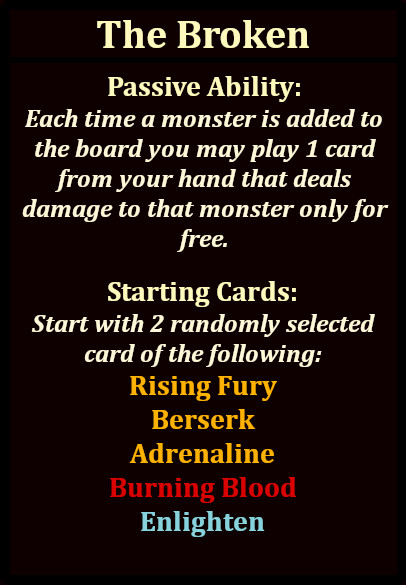 The Broken
Passive Ability:
Each time a monster is added to
the board you may play 1 card
from your hand that deals
damage to that monster only for
free.
Starting Cards:
Start with 2 randomly selected
card of the following:
Rising Fury
Berserk
Adrenaline
Burning Blood
Enlighten